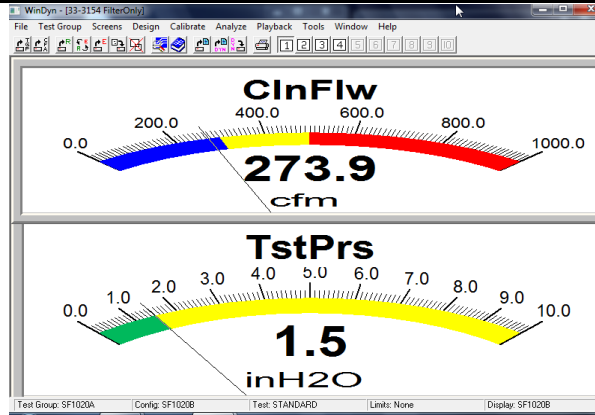 WinDyn - [33-3154 FilterOnly]
File Test Group Screens Design Calibrate Analyze Playback Tools Window Help
1 2 3 4 5 6 7 8 9 10
ClnFlw
0.0 200.0 400.0 600.0 800.0 1000.0
273.9
cfm
TstPrs
0.0 1.0 2.0 3.0 4.0 5.0 6.0 7.0 8.0 9.0 10.0
1.5
inH2O
Test Group: SF1020A Config: SF1020B Test: STANDARD Limits: None Display: SF1020B